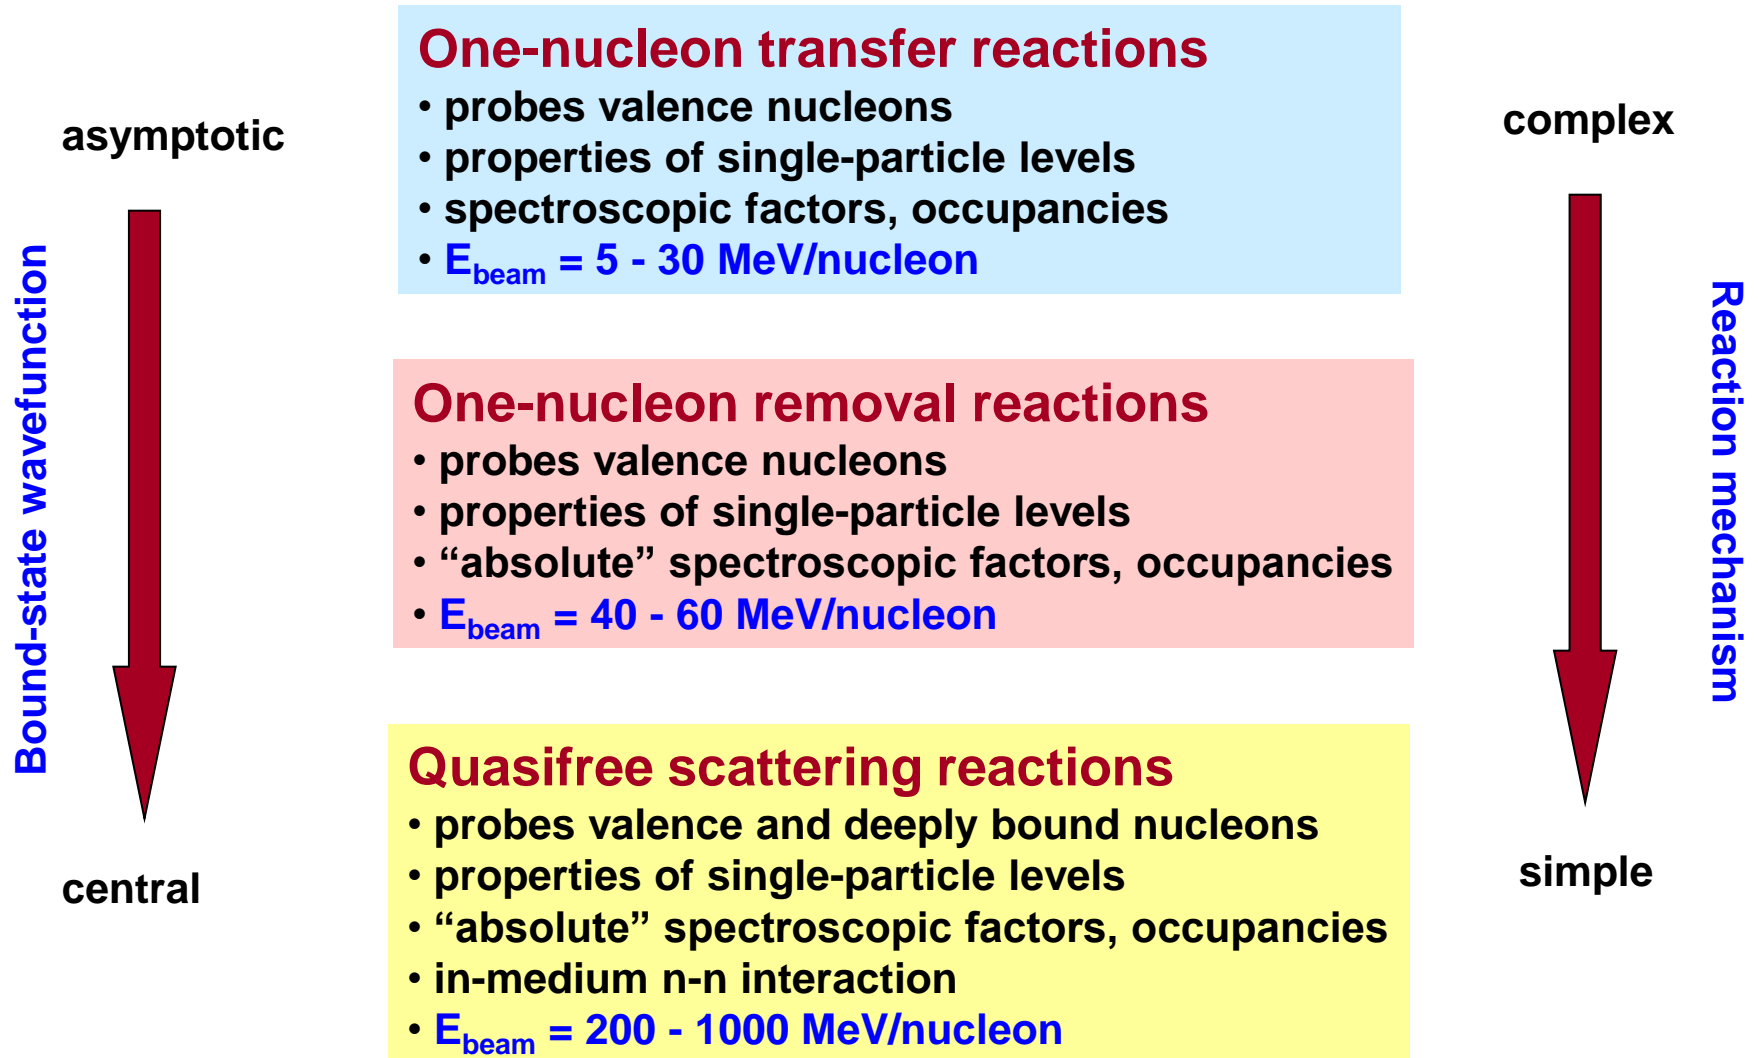 One-nucleon transfer reactions
• probes valence nucleons
• properties of single-particle levels
• spectroscopic factors, occupancies
• E_beam = 5 - 30 MeV/nucleon
asymptotic
complex
Bound-state wavefunction
Reaction mechanism
One-nucleon removal reactions
• probes valence nucleons
• properties of single-particle levels
• “absolute” spectroscopic factors, occupancies
• E_beam = 40 - 60 MeV/nucleon
Quasifree scattering reactions
• probes valence and deeply bound nucleons
• properties of single-particle levels
• “absolute” spectroscopic factors, occupancies
• in-medium n-n interaction
• E_beam = 200 - 1000 MeV/nucleon
central
simple